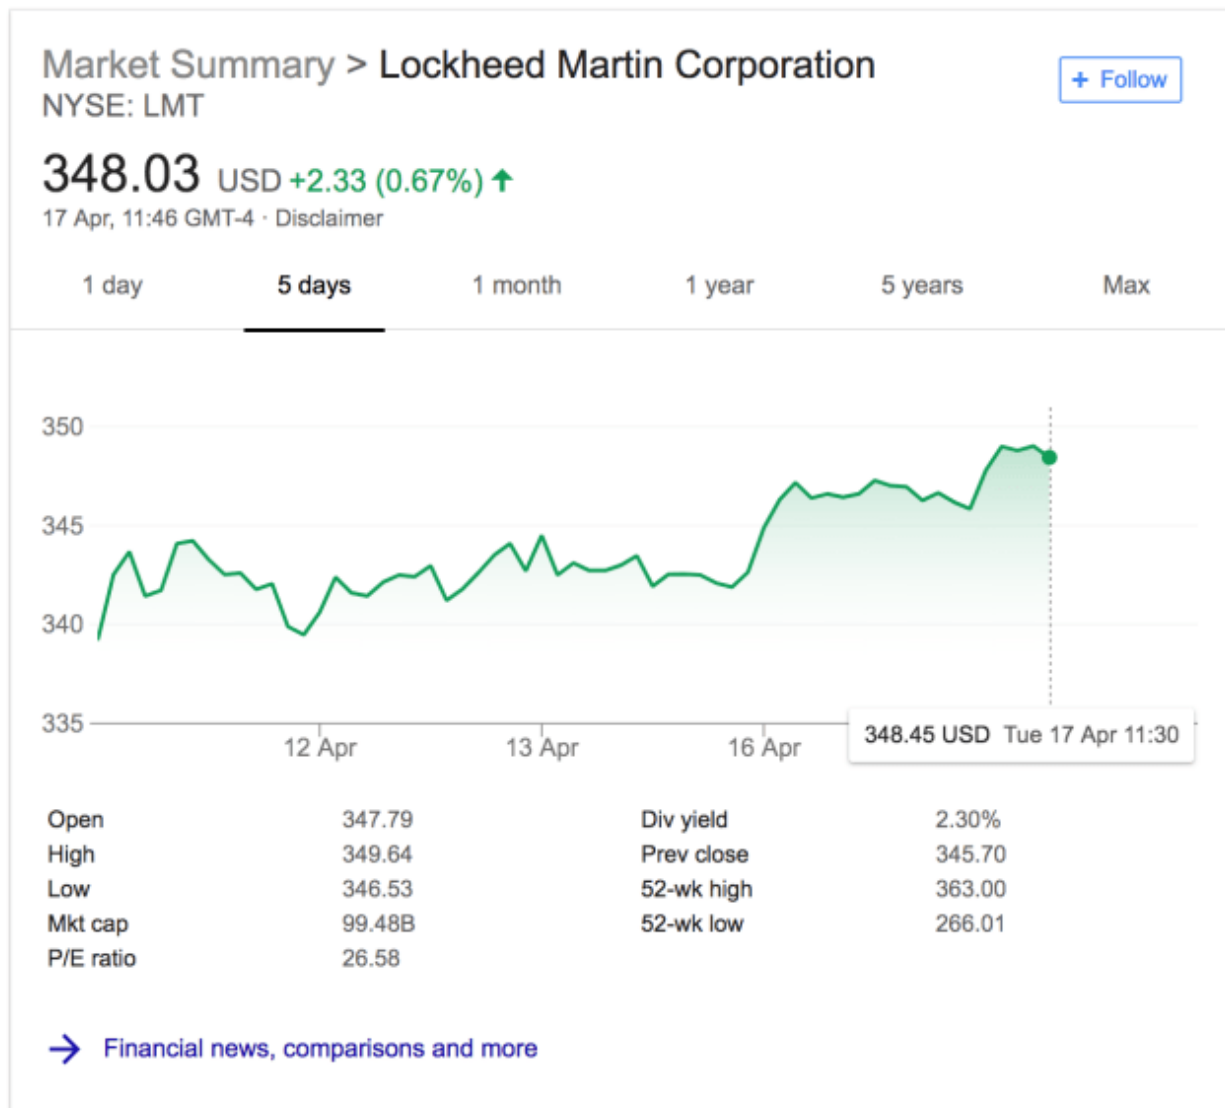 Market Summary > Lockheed Martin Corporation
+ Follow
NYSE: LMT
348.03 USD +2.33 (0.67%) ↑
17 Apr, 11:46 GMT-4 · Disclaimer
1 day 5 days 1 month 1 year 5 years Max
350
345
340
335
12 Apr 13 Apr 16 Apr
348.45 USD Tue 17 Apr 11:30
Open 347.79 Div yield 2.30%
High 349.64 Prev close 345.70
Low 346.53 52-wk high 363.00
Mkt cap 99.48B 52-wk low 266.01
P/E ratio 26.58
→ Financial news, comparisons and more